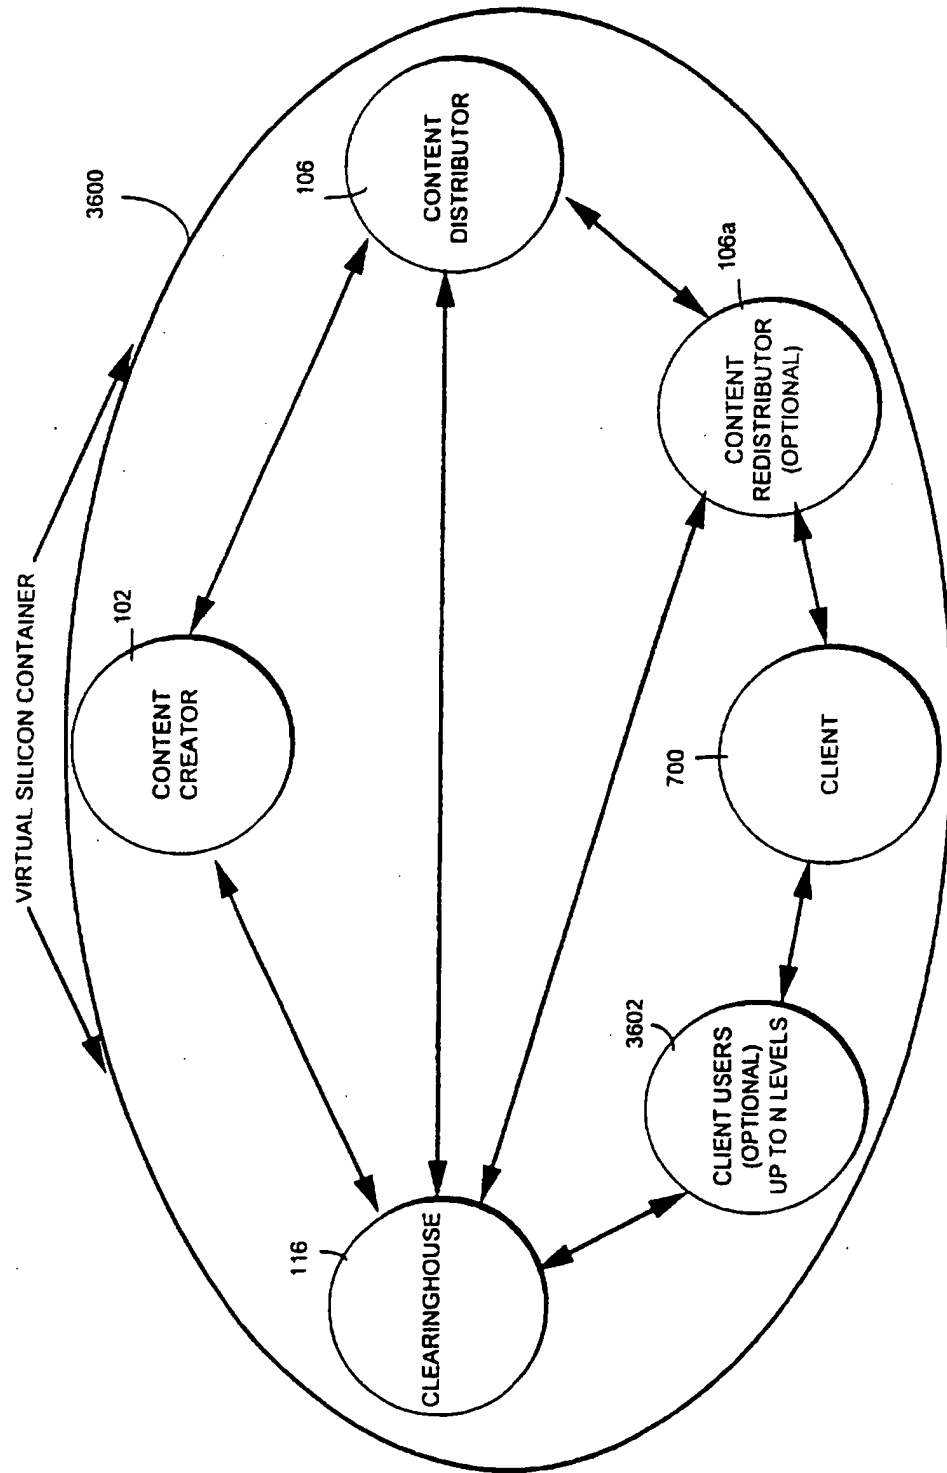 VIRTUAL SILICON CONTAINER
3600
102
CONTENT
CREATOR
106
CONTENT
DISTRIBUTOR
116
CLEARINGHOUSE
106a
CONTENT
REDISTRIBUTOR
(OPTIONAL)
3602
CLIENT USERS
(OPTIONAL)
UP TO N LEVELS
700
CLIENT